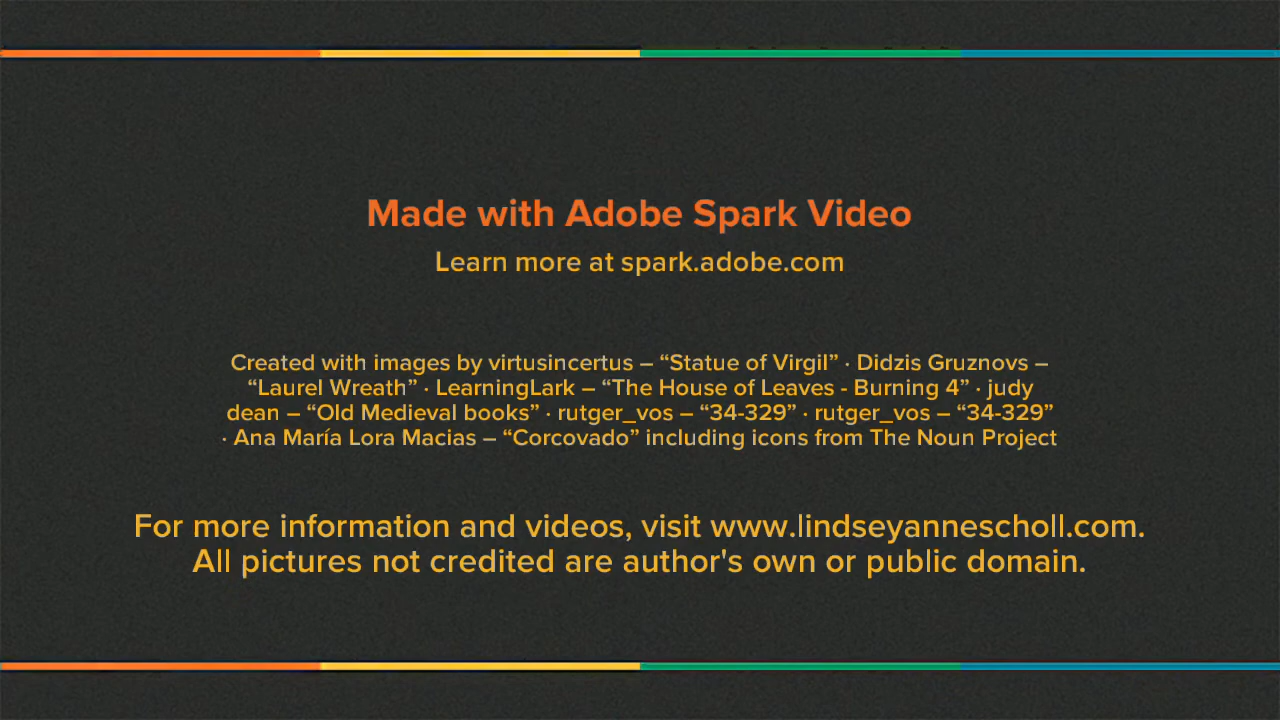 Made with Adobe Spark Video
Learn more at spark.adobe.com
Created with images by virtusincertus – “Statue of Virgil” · Didzis Gruznovs –
“Laurel Wreath” · LearningLark – “The House of Leaves - Burning 4” · judy
dean – “Old Medieval books” · rutger_vos – “34-329” · rutger_vos – “34-329”
· Ana María Lora Macias – “Corcovado” including icons from The Noun Project
For more information and videos, visit www.lindseyannescholl.com.
All pictures not credited are author's own or public domain.